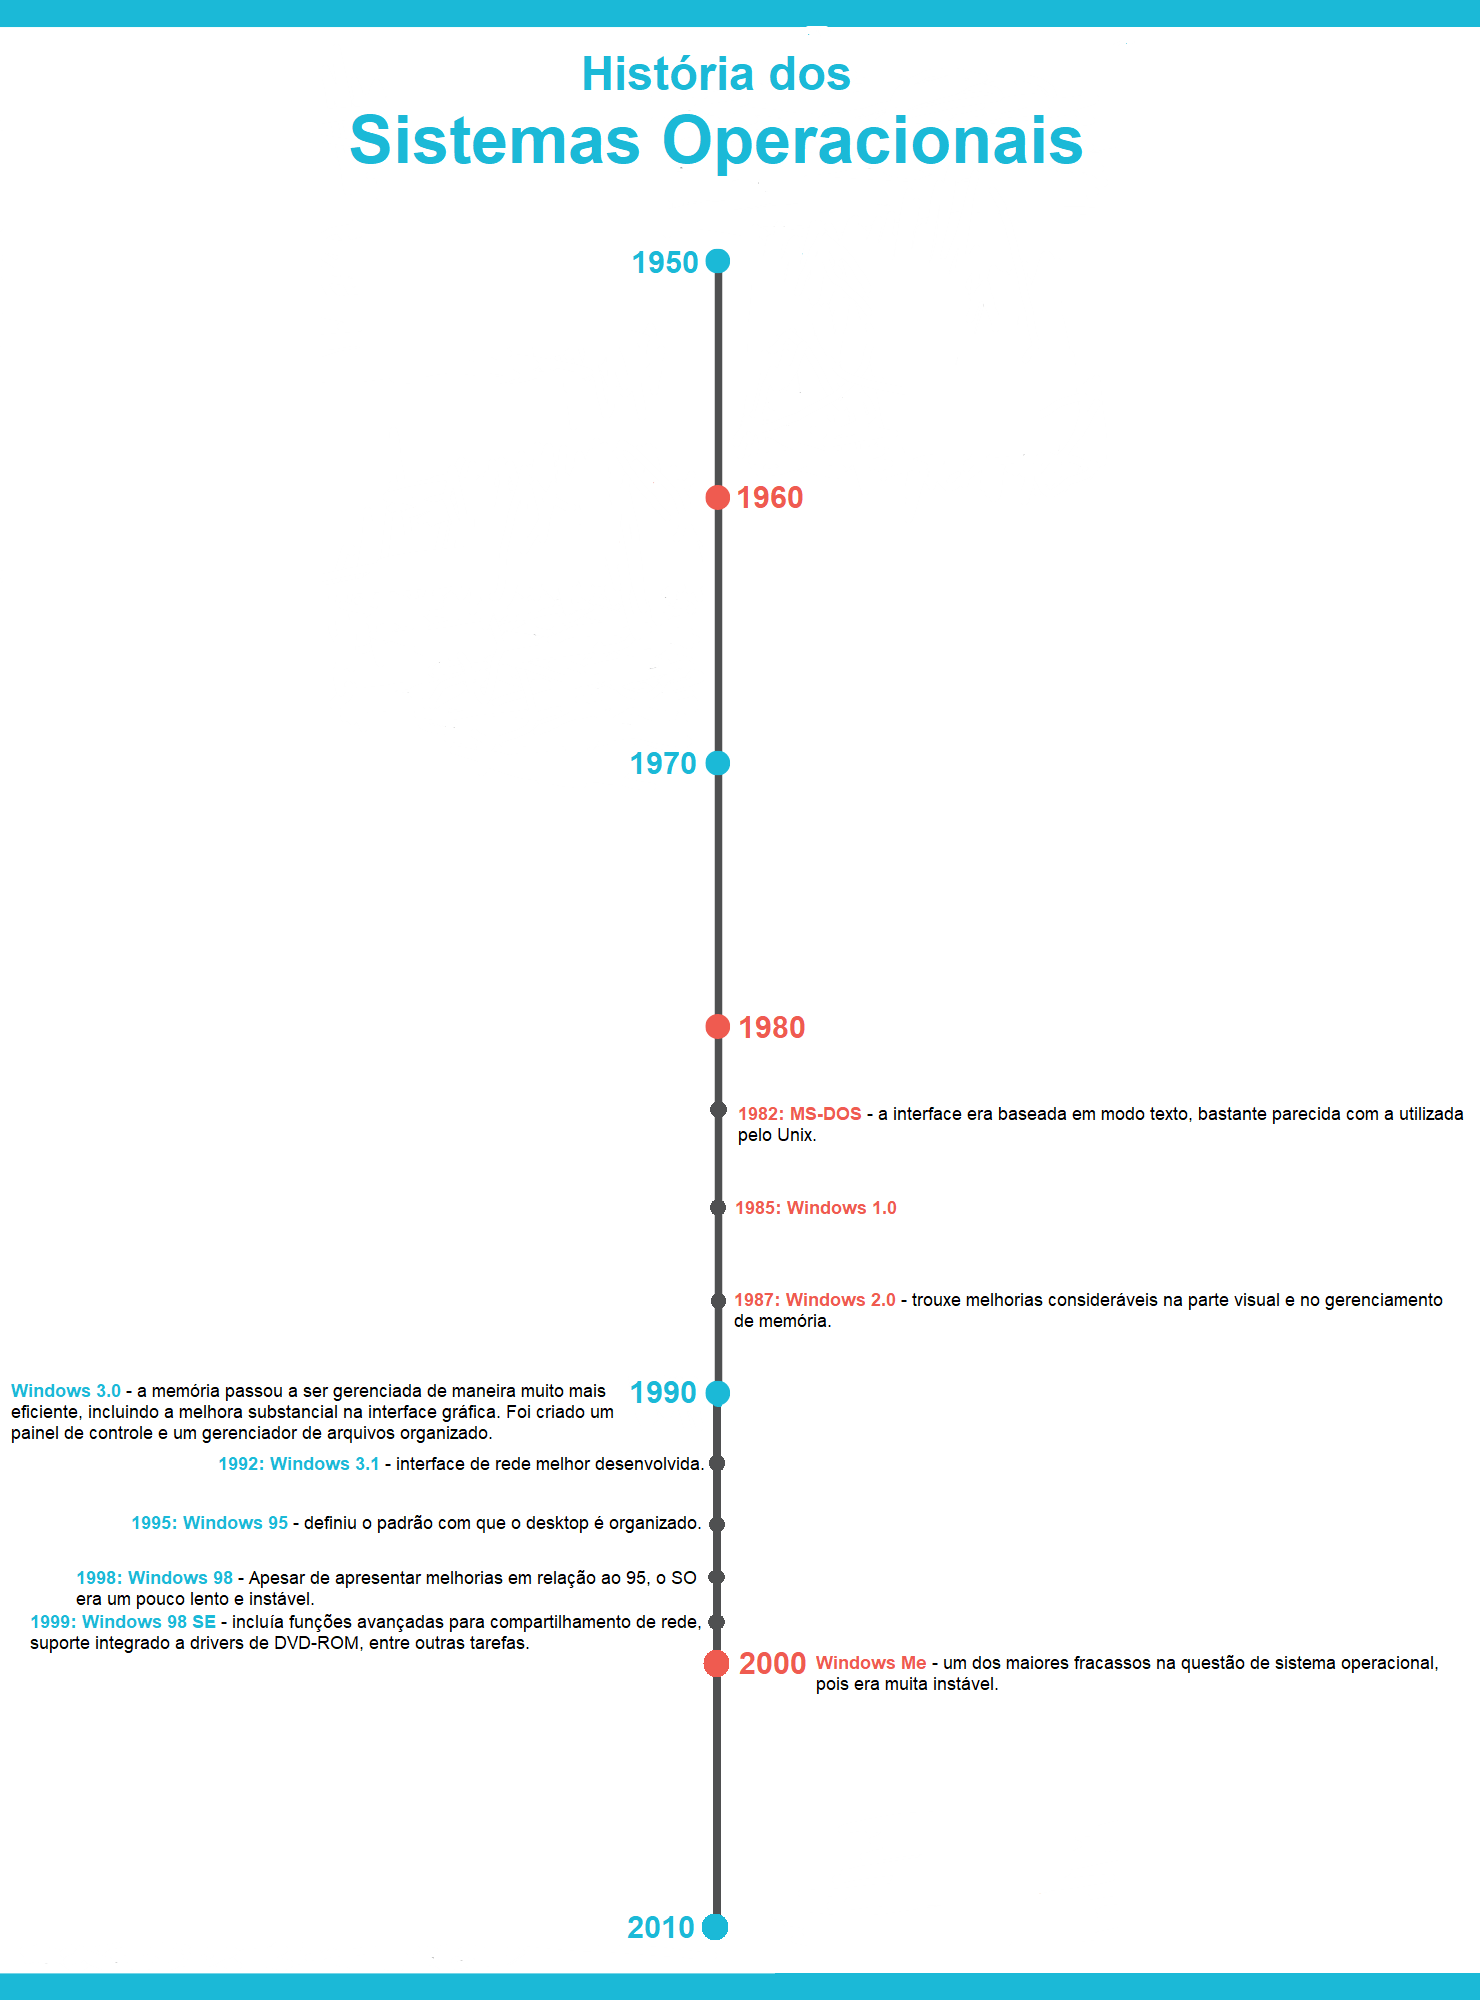 História dos
Sistemas Operacionais
1950
1960
1970
1980
1982: MS-DOS - a interface era baseada em modo texto, bastante parecida com a utilizada
pelo Unix.
1985: Windows 1.0
1987: Windows 2.0 - trouxe melhorias consideráveis na parte visual e no gerenciamento
de memória.
1990
Windows 3.0 - a memória passou a ser gerenciada de maneira muito mais
eficiente, incluindo a melhora substancial na interface gráfica. Foi criado um
painel de controle e um gerenciador de arquivos organizado.
1992: Windows 3.1 - interface de rede melhor desenvolvida.
1995: Windows 95 - definiu o padrão com que o desktop é organizado.
1998: Windows 98 - Apesar de apresentar melhorias em relação ao 95, o SO
era um pouco lento e instável.
1999: Windows 98 SE - incluía funções avançadas para compartilhamento de rede,
suporte integrado a drivers de DVD-ROM, entre outras tarefas.
2000 Windows Me - um dos maiores fracassos na questão de sistema operacional,
pois era muita instável.
2010